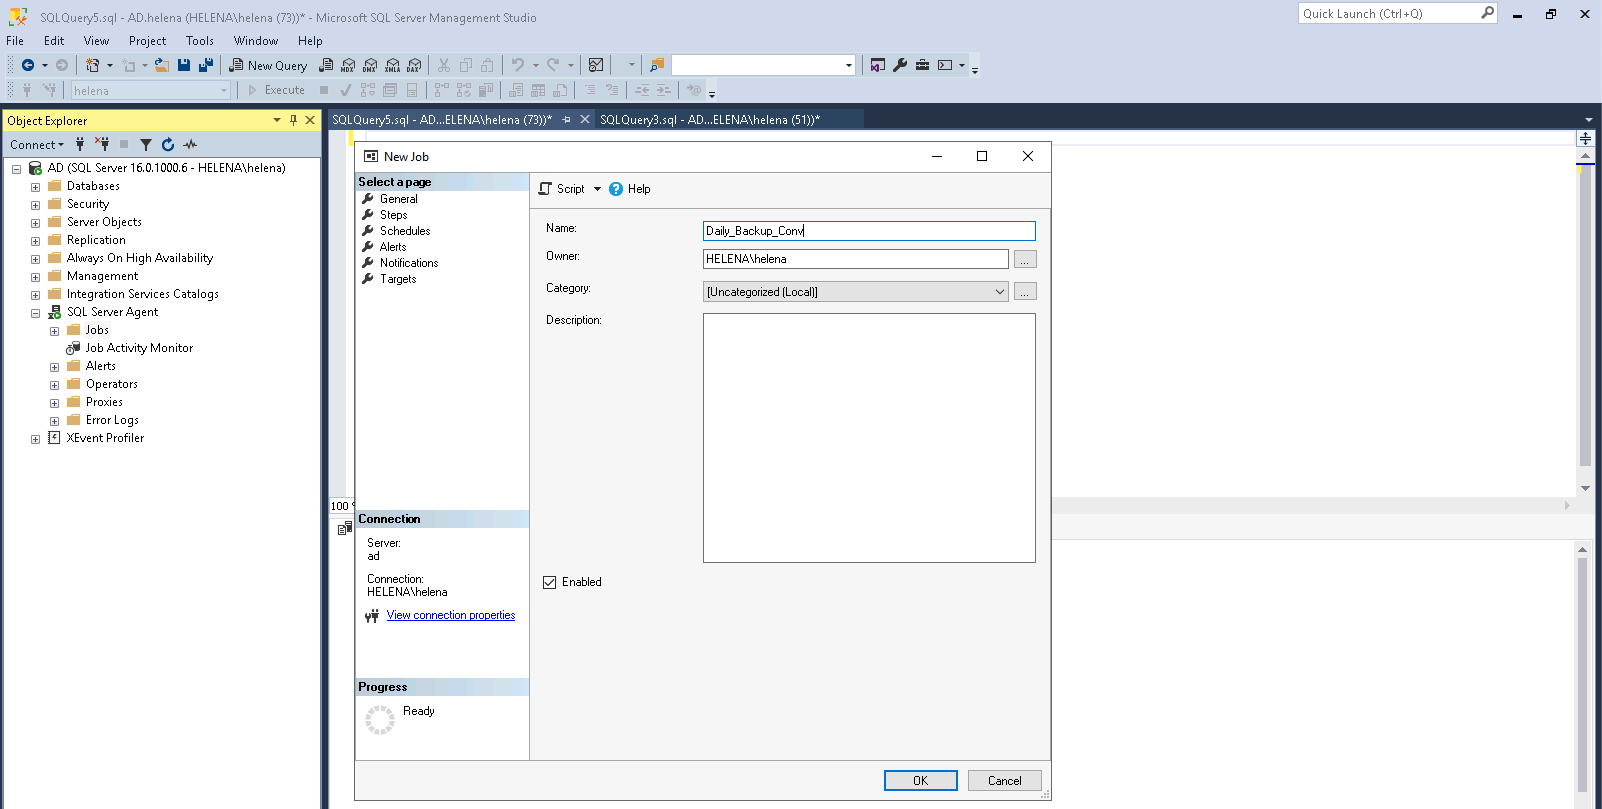 SQLQuery5.sql - AD.helena (HELENA\helena (73))* - Microsoft SQL Server Management Studio
Quick Launch (Ctrl+Q)
File Edit View Project Tools Window Help
New Query
MDX DMX XMLA DAX
helena
Execute
Object Explorer
SQLQuery5.sql - AD...ELENA\helena (73))*
SQLQuery3.sql - AD...ELENA\helena (51))*
Connect
AD (SQL Server 16.0.1000.6 - HELENA\helena)
Databases
Security
Server Objects
Replication
Always On High Availability
Management
Integration Services Catalogs
SQL Server Agent
Jobs
Job Activity Monitor
Alerts
Operators
Proxies
Error Logs
XEvent Profiler
100 %
New Job
Select a page
General
Steps
Schedules
Alerts
Notifications
Targets
Connection
Server:
ad
Connection:
HELENA\helena
View connection properties
Progress
Ready
Script
Help
Name:
Daily_Backup_Conv
Owner:
HELENA\helena
...
Category:
[Uncategorized (Local)]
...
Description:
Enabled
OK
Cancel